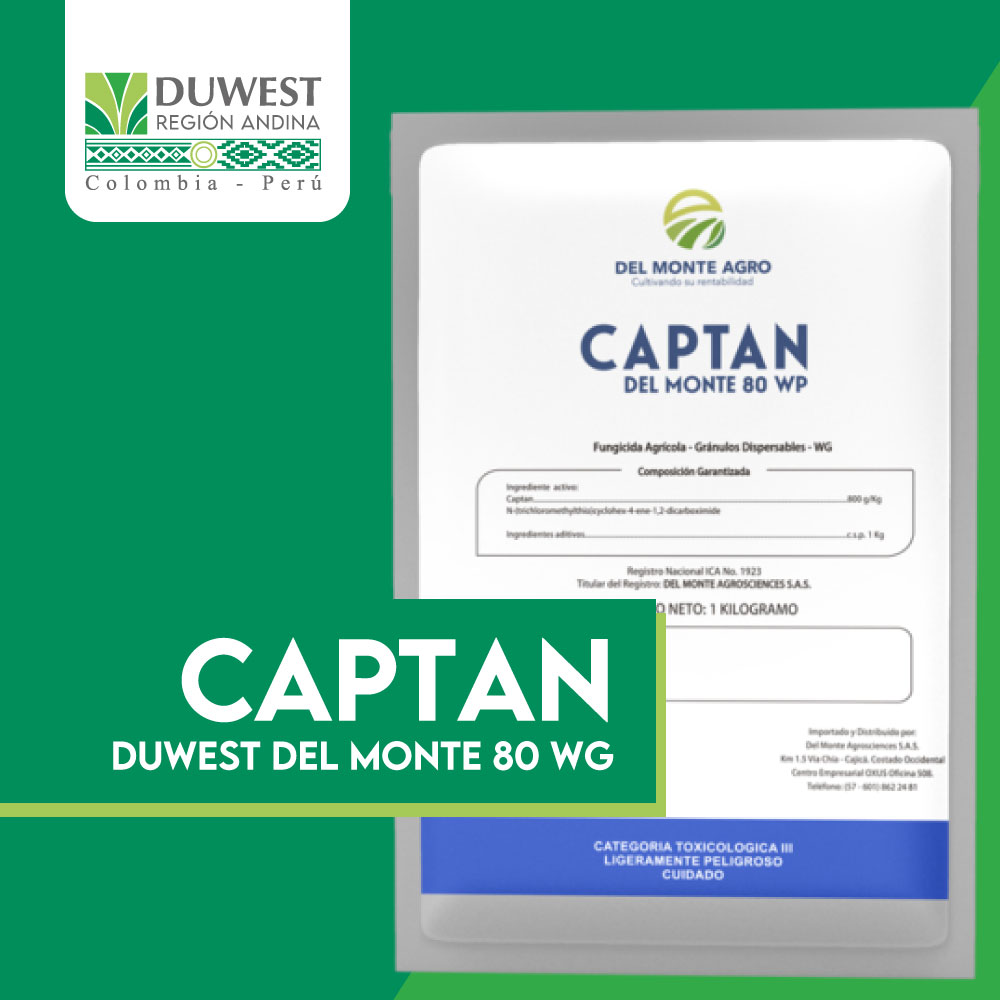 DUWEST
REGIÓN ANDINA
Colombia - Perú
DEL MONTE AGRO
Cultivando su rentabilidad
CAPTAN
DEL MONTE 80 WP
Fungicida Agrícola - Gránulos Dispersables - WG
Composición Garantizada
Ingrediente activo:
Captan 800 g/Kg
N-(trichloromethylthio)cyclohex-4-ene-1,2-dicarboximide
Ingredientes aditivos c.s.p. 1 Kg
Registro Nacional ICA No. 1923
Titular del Registro: DEL MONTE AGROSCIENCES S.A.S.
O NETO: 1 KILOGRAMO
CAPTAN
DUWEST DEL MONTE 80 WG
Importado y Distribuido por:
Del Monte Agrosciences S.A.S.
Km 1.5 Vía Chía - Cajicá. Costado Occidental
Centro Empresarial OXUS Oficina 508.
Teléfono: (57 - 601) 862 24 81
CATEGORIA TOXICOLOGICA III
LIGERAMENTE PELIGROSO
CUIDADO